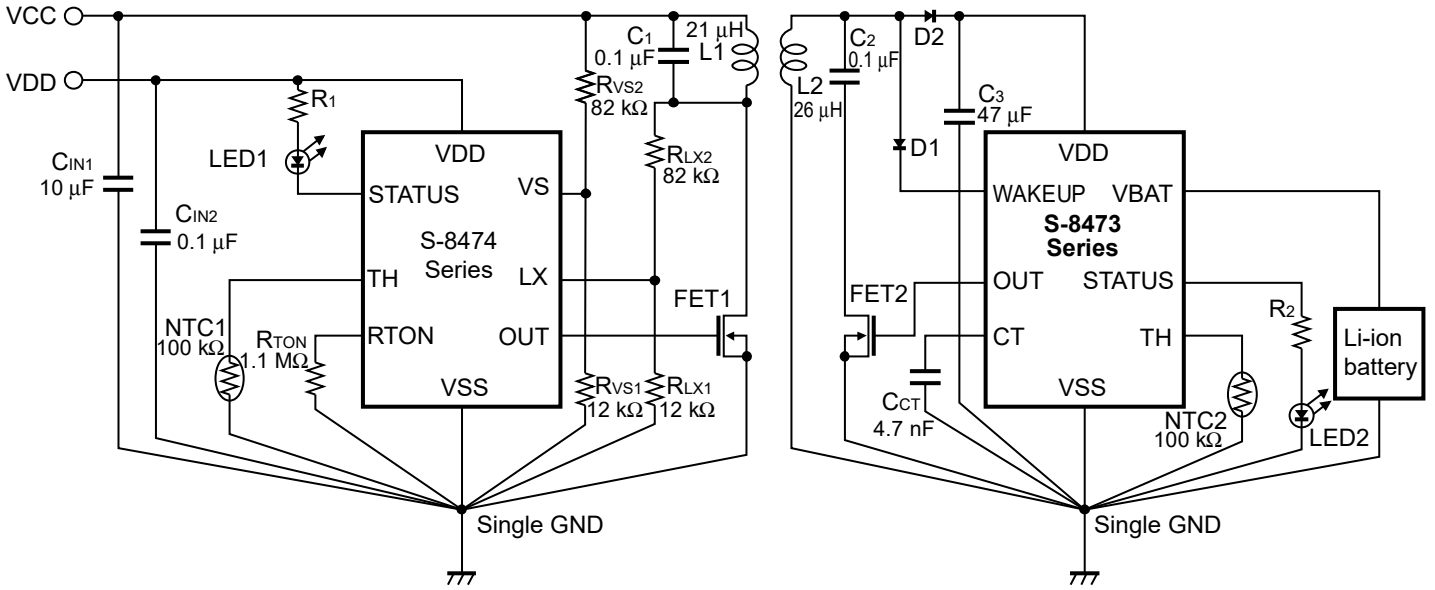 VCC
VDD
CIN1
10 μF
CIN2
0.1 μF
R1
LED1
NTC1
100 kΩ
RTON
1.1 MΩ
VDD
STATUS
VS
S-8474
Series
TH
LX
RTON
OUT
VSS
RVS2
82 kΩ
C1
0.1 μF
21 μH
L1
RLX2
82 kΩ
FET1
RVS1
12 kΩ
RLX1
12 kΩ
Single GND
L2
26 μH
C2
0.1 μF
D2
D1
C3
47 μF
FET2
CCT
4.7 nF
VDD
WAKEUP
VBAT
S-8473
Series
OUT
STATUS
CT
TH
VSS
R2
NTC2
100 kΩ
LED2
Li-ion
battery
Single GND